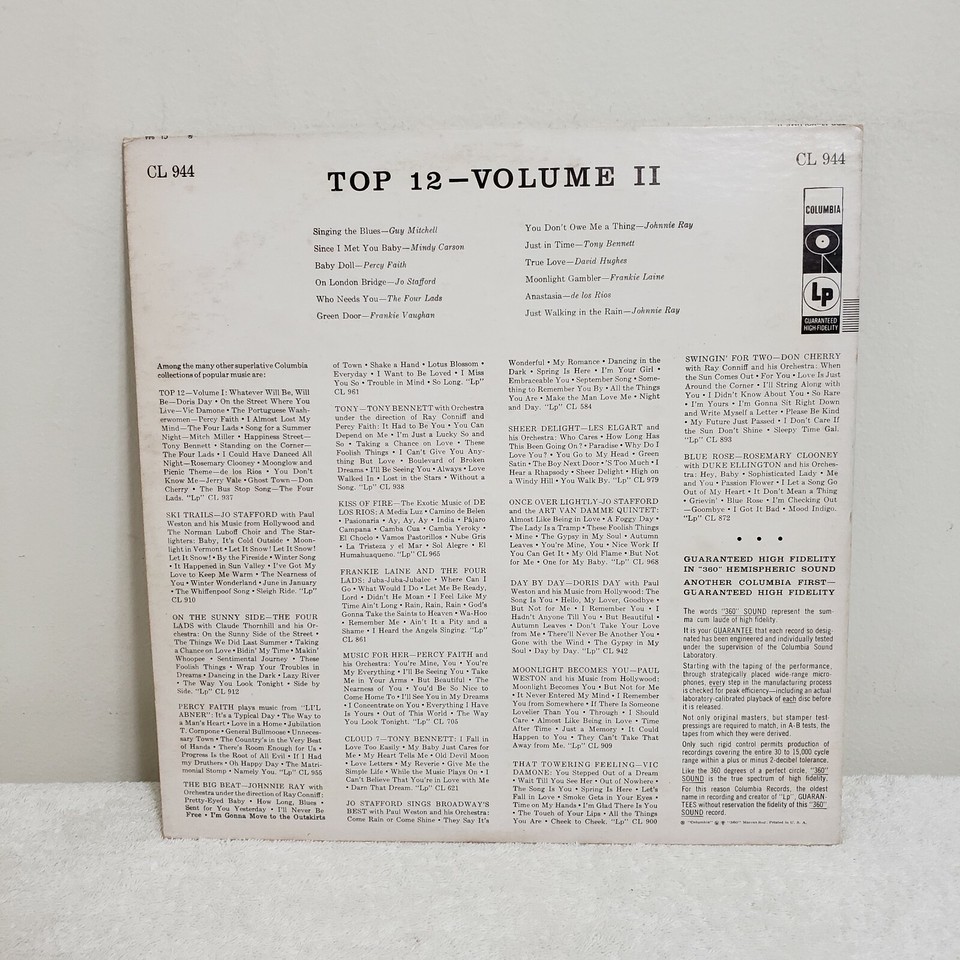 CL 944
TOP 12—VOLUME II
CL 944
COLUMBIA
Lp
GUARANTEED
HIGH FIDELITY
Singing the Blues—Guy Mitchell
Since I Met You Baby—Mindy Carson
Baby Doll—Percy Faith
On London Bridge—Jo Stafford
Who Needs You—The Four Lads
Green Door—Frankie Vaughan
You Don't Owe Me a Thing—Johnnie Ray
Just in Time—Tony Bennett
True Love—David Hughes
Moonlight Gambler—Frankie Laine
Anastasia—de los Rios
Just Walking in the Rain—Johnnie Ray
Among the many other superlative Columbia
collections of popular music are:
TOP 12—Volume I: Whatever Will Be, Will
Be—Doris Day • On the Street Where You
Live—Vic Damone • The Portuguese Wash-
erwomen—Percy Faith • I Almost Lost My
Mind—The Four Lads • Song for a Summer
Night—Mitch Miller • Happiness Street—
Tony Bennett • Standing on the Corner—
The Four Lads • I Could Have Danced All
Night—Rosemary Clooney • Moonglow and
Picnic Theme—de los Rios • You Don't
Know Me—Jerry Vale • Ghost Town—Don
Cherry • The Bus Stop Song—The Four
Lads. "Lp" CL 937
SKI TRAILS—JO STAFFORD with Paul
Weston and his Music from Hollywood and
The Norman Luboff Choir and The Star-
lighters: Baby, It's Cold Outside • Moon-
light in Vermont • Let It Snow! Let It Snow!
Let It Snow! • By the Fireside • Winter Song
• It Happened in Sun Valley • I've Got My
Love to Keep Me Warm • The Nearness of
You • Winter Wonderland • June in January
• The Whiffenpoof Song • Sleigh Ride. "Lp"
CL 910
ON THE SUNNY SIDE—THE FOUR
LADS with Claude Thornhill and his Or-
chestra: On the Sunny Side of the Street •
The Things We Did Last Summer • Taking
a Chance on Love • Bidin' My Time • Makin'
Whoopee • Sentimental Journey • These
Foolish Things • Wrap Your Troubles in
Dreams • Dancing in the Dark • Lazy River
• The Way You Look Tonight • Side by
Side. "Lp" CL 912
PERCY FAITH plays music from "LI'L
ABNER": It's a Typical Day • The Way to
a Man's Heart • Love in a Home • Jubilation
T. Cornpone • General Bullmoose • Unneces-
sary Town • The Country's in the Very Best
of Hands • There's Room Enough for Us •
Progress Is the Root of All Evil • If I Had
my Druthers • Oh Happy Day • The Matri-
monial Stomp • Namely You. "Lp" CL 955
THE BIG BEAT—JOHNNIE RAY with
Orchestra under the direction of Ray Conniff:
Pretty-Eyed Baby • How Long, Blues •
Sent for You Yesterday • I'll Never Be
Free • I'm Gonna Move to the Outskirts
of Town • Shake a Hand • Lotus Blossom •
Everyday • I Want to Be Loved • I Miss
You So • Trouble in Mind • So Long. "Lp"
CL 961
TONY—TONY BENNETT with Orchestra
under the direction of Ray Conniff and
Percy Faith: It Had to Be You • You Can
Depend on Me • I'm Just a Lucky So and
So • Taking a Chance on Love • These
Foolish Things • I Can't Give You Any-
thing But Love • Boulevard of Broken
Dreams • I'll Be Seeing You • Always • Love
Walked In • Lost in the Stars • Without a
Song. "Lp" CL 938
KISS OF FIRE—The Exotic Music of DE
LOS RIOS: A Media Luz • Camino de Belen
• Pasionaria • Ay, Ay, Ay • India • Pájaro
Campana • Camba Cua • Camba Yeroky •
El Choclo • Vamos Pastorillos • Nube Gris
• La Tristeza y el Mar • Sol Alegre • El
Humahuaqueno. "Lp" CL 965
FRANKIE LAINE AND THE FOUR
LADS: Juba-Juba-Jubalee • Where Can I
Go • What Would I Do • Let Me Be Ready,
Lord • Didn't He Moan • I Feel Like My
Time Ain't Long • Rain, Rain, Rain • God's
Gonna Take the Saints to Heaven • Wa-Hoo
• Remember Me • Ain't It a Pity and a
Shame • I Heard the Angels Singing. "Lp"
CL 861
MUSIC FOR HER—PERCY FAITH and
his Orchestra: You're Mine, You • You're
My Everything • I'll Be Seeing You • Take
Me in Your Arms • But Beautiful • The
Nearness of You • You'd Be So Nice to
Come Home To • I'll See You in My Dreams
• I Concentrate on You • Everything I Have
Is Yours • Out of This World • The Way
You Look Tonight. "Lp" CL 705
CLOUD 7—TONY BENNETT: I Fall in
Love Too Easily • My Baby Just Cares for
Me • My Heart Tells Me • Old Devil Moon
• Love Letters • My Reverie • Give Me the
Simple Life • While the Music Plays On • I
Can't Believe That You're in Love with Me
• Darn That Dream. "Lp" CL 621
JO STAFFORD SINGS BROADWAY'S
BEST with Paul Weston and his Orchestra:
Come Rain or Come Shine • They Say It's
Wonderful • My Romance • Dancing in the
Dark • Spring Is Here • I'm Your Girl •
Embraceable You • September Song • Some-
thing to Remember You By • All the Things
You Are • Make the Man Love Me • Night
and Day. "Lp" CL 584
SHEER DELIGHT—LES ELGART and
his Orchestra: Who Cares • How Long Has
This Been Going On? • Paradise • Why Do I
Love You? • You Go to My Head • Green
Satin • The Boy Next Door • 'S Too Much • I
Hear a Rhapsody • Sheer Delight • High on
a Windy Hill • You Walk By. "Lp" CL 979
ONCE OVER LIGHTLY—JO STAFFORD
and the ART VAN DAMME QUINTET:
Almost Like Being in Love • A Foggy Day •
The Lady Is a Tramp • These Foolish Things
• Mine • The Gypsy in My Soul • Autumn
Leaves • You're Mine, You • Nice Work If
You Can Get It • My Old Flame • But Not
for Me • One for My Baby. "Lp" CL 968
DAY BY DAY—DORIS DAY with Paul
Weston and his Music from Hollywood: The
Song Is You • Hello, My Lover, Goodbye •
But Not for Me • I Remember You • I
Hadn't Anyone Till You • But Beautiful •
Autumn Leaves • Don't Take Your Love
from Me • There'll Never Be Another You •
Gone with the Wind • The Gypsy in My
Soul • Day by Day. "Lp" CL 942
MOONLIGHT BECOMES YOU—PAUL
WESTON and his Music from Hollywood:
Moonlight Becomes You • But Not for Me
• It Never Entered My Mind • I Remember
You from Somewhere • If There Is Someone
Lovelier Than You • Through • I Should
Care • Almost Like Being in Love • Time
After Time • Just a Memory • It Could
Happen to You • They Can't Take That
Away from Me. "Lp" CL 909
THAT TOWERING FEELING—VIC
DAMONE: You Stepped Out of a Dream
• Wait Till You See Her • Out of Nowhere •
The Song Is You • Spring Is Here • Let's
Fall in Love • Smoke Gets in Your Eyes •
Time on My Hands • I'm Glad There Is You
• The Touch of Your Lips • All the Things
You Are • Cheek to Cheek. "Lp" CL 900
SWINGIN' FOR TWO—DON CHERRY
with Ray Conniff and his Orchestra: When
the Sun Comes Out • For You • Love Is Just
Around the Corner • I'll String Along with
You • I Didn't Know About You • So Rare
• I'm Yours • I'm Gonna Sit Right Down
and Write Myself a Letter • Please Be Kind
• My Future Just Passed • I Don't Care If
the Sun Don't Shine • Sleepy Time Gal.
"Lp" CL 893
BLUE ROSE—ROSEMARY CLOONEY
with DUKE ELLINGTON and his Orches-
tra: Hey, Baby • Sophisticated Lady • Me
and You • Passion Flower • I Let a Song Go
Out of My Heart • It Don't Mean a Thing
• Grievin' • Blue Rose • I'm Checking Out
—Goombye • I Got It Bad • Mood Indigo.
"Lp" CL 872
• • •
GUARANTEED HIGH FIDELITY
IN "360" HEMISPHERIC SOUND
ANOTHER COLUMBIA FIRST—
GUARANTEED HIGH FIDELITY
The words "360" SOUND represent the sum-
ma cum laude of high fidelity.
It is your GUARANTEE that each record so desig-
nated has been engineered and individually tested
under the supervision of the Columbia Sound
Laboratory.
Starting with the taping of the performance,
through strategically placed wide-range micro-
phones, every step in the manufacturing process
is checked for peak efficiency—including an actual
laboratory-calibrated playback of each disc before
it is released.
Not only original masters, but stamper test-
pressings are required to match, in A-B tests, the
tapes from which they were derived.
Only such rigid control permits production of
recordings covering the entire 30 to 15,000 cycle
range within a plus or minus 2-decibel tolerance.
Like the 360 degrees of a perfect circle, "360"
SOUND is the true spectrum of high fidelity.
For this reason Columbia Records, the oldest
name in recording and creator of "Lp", GUARAN-
TEES without reservation the fidelity of this "360"
SOUND record.
"Columbia" "360" Marcas Reg. Printed in U. S. A.